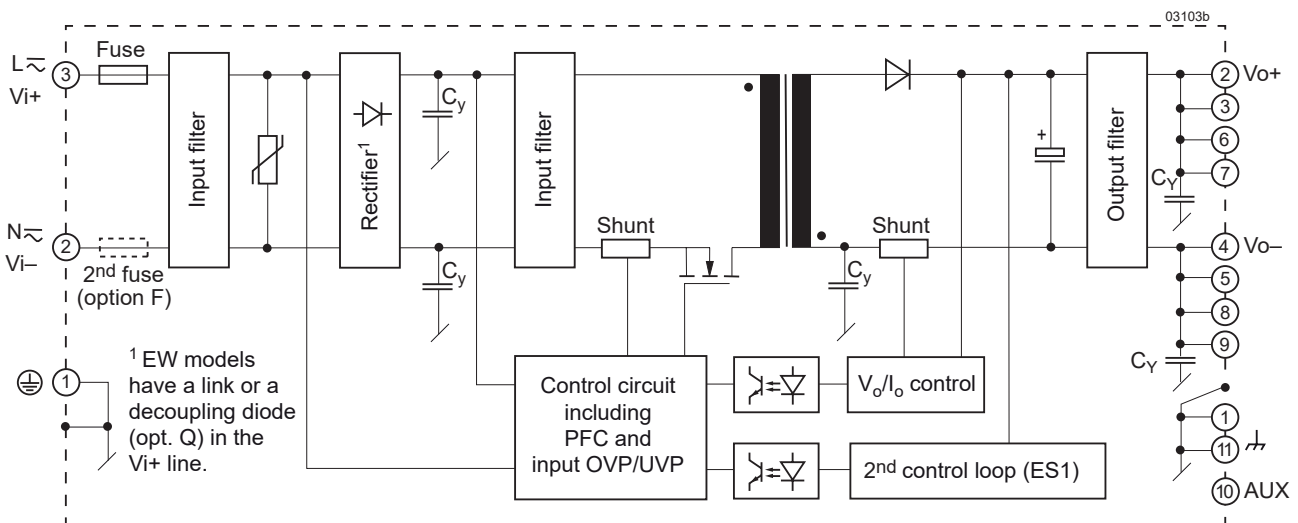 03103b
L
3
Vi+
Fuse
Input filter
Rectifier¹
Cy
Input filter
2 Vo+
3
6
7
CY
+
Output filter
N
2
Vi–
2nd fuse
(option F)
Cy
Shunt
Cy
Shunt
4 Vo–
5
8
9
CY
1
1 EW models
have a link or a
decoupling diode
(opt. Q) in the
Vi+ line.
Control circuit
including
PFC and
input OVP/UVP
Vo/Io control
2nd control loop (ES1)
1
11
10 AUX